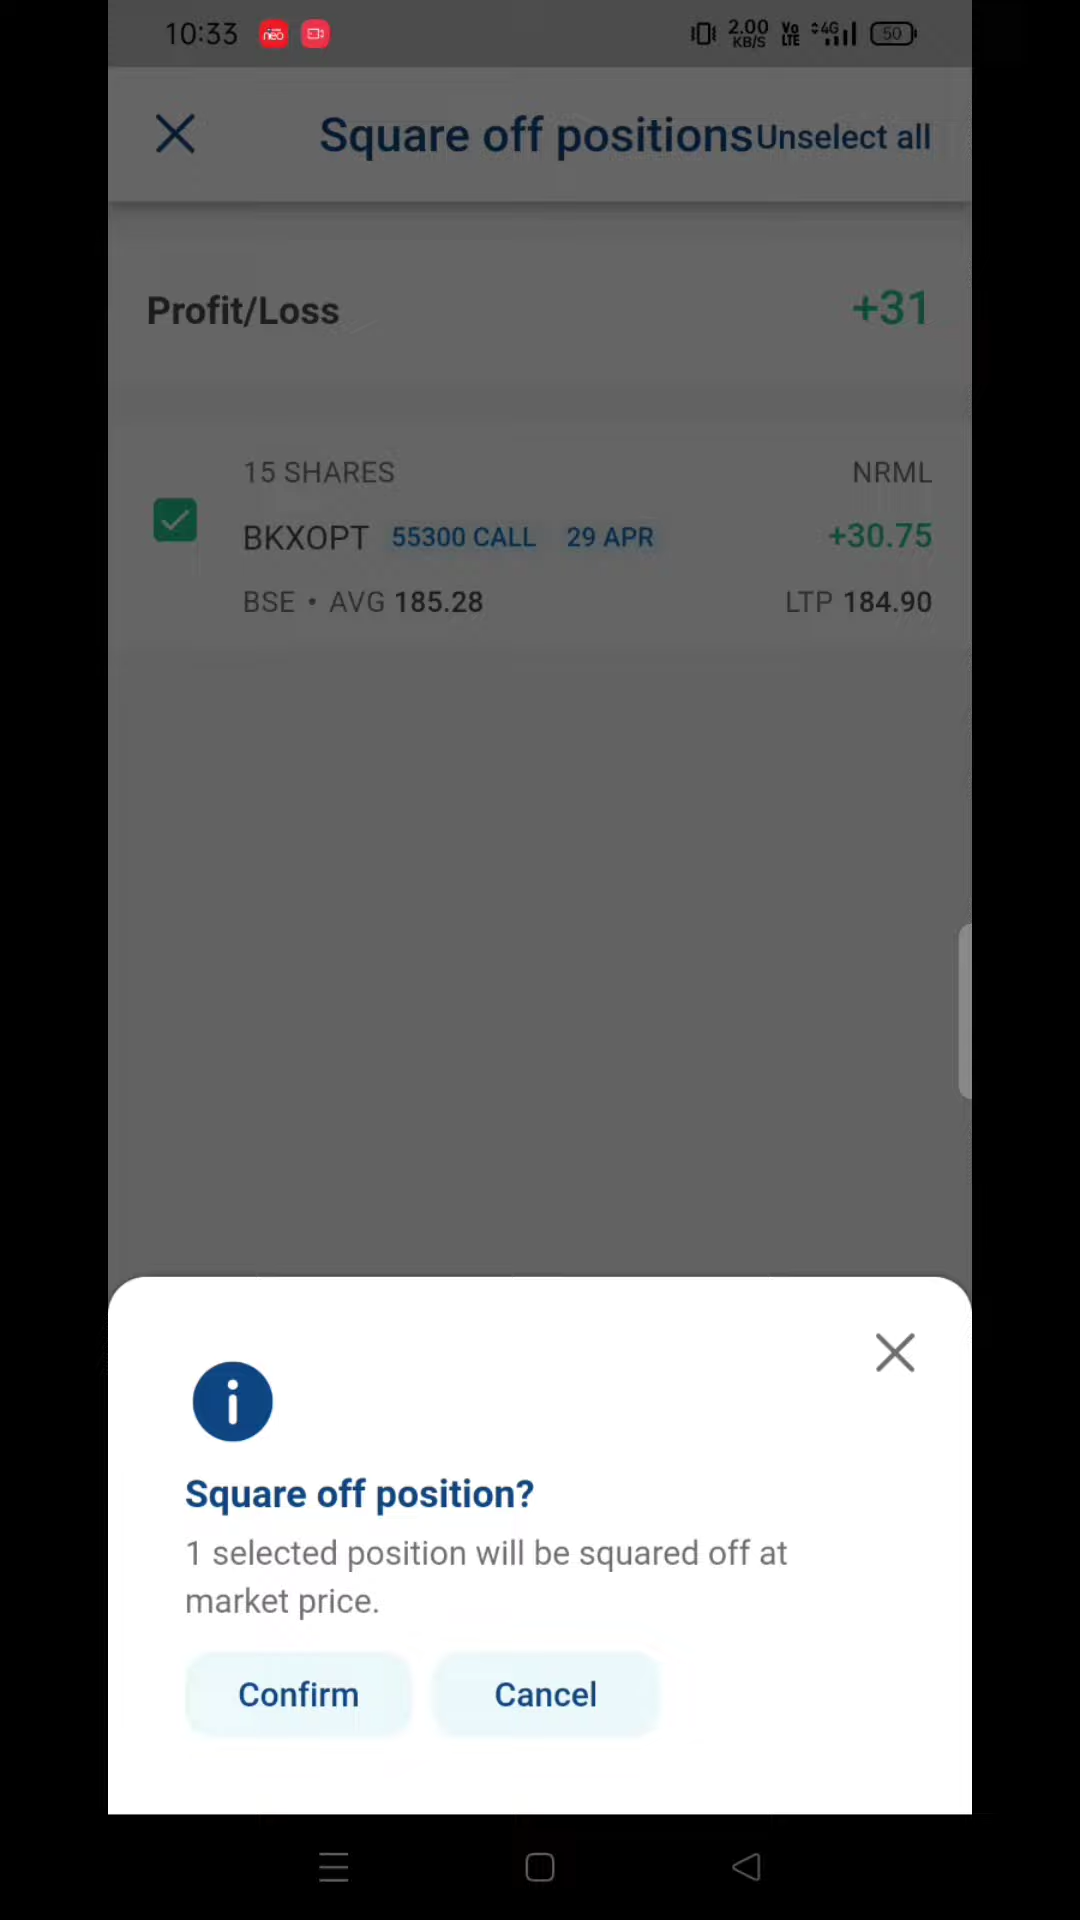 10:33 neo 2.00 KB/S Vo LTE 4G 50
Square off positions Unselect all
Profit/Loss +31
15 SHARES NRML
BKXOPT 55300 CALL 29 APR +30.75
BSE • AVG 185.28 LTP 184.90
Square off position?
1 selected position will be squared off at
market price.
Confirm Cancel